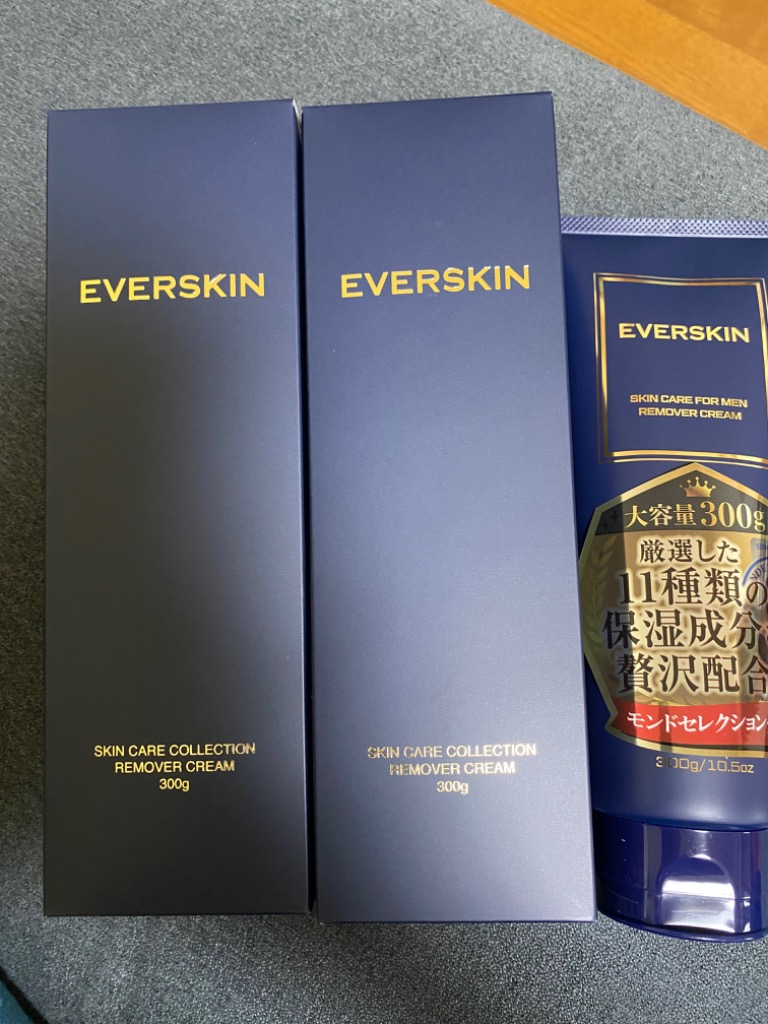 EVERSKIN
SKIN CARE COLLECTION
REMOVER CREAM
300g
EVERSKIN
SKIN CARE COLLECTION
REMOVER CREAM
300g
EVERSKIN
SKIN CARE FOR MEN
REMOVER CREAM
大容量300g
厳選した
11種類の
保湿成分
贅沢配合
モンドセレクション
300g/10.5oz